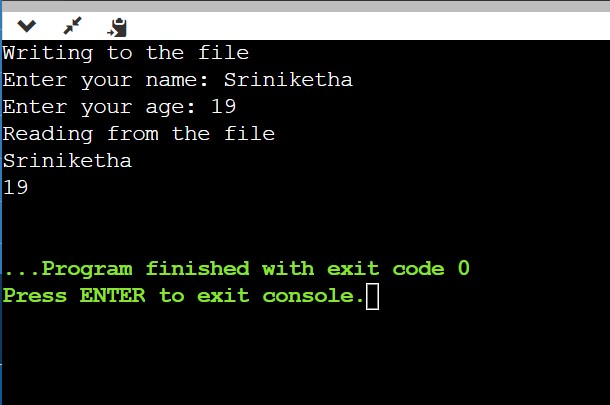 Writing to the file
Enter your name: Sriniketha
Enter your age: 19
Reading from the file
Sriniketha
19
...Program finished with exit code 0
Press ENTER to exit console.